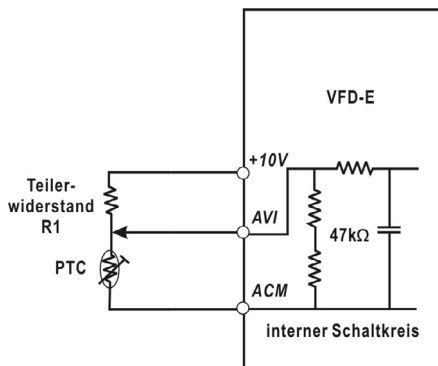 VFD-E
+10V
Teiler-
widerstand
R1
AVI
47kΩ
PTC
ACM
interner Schaltkreis